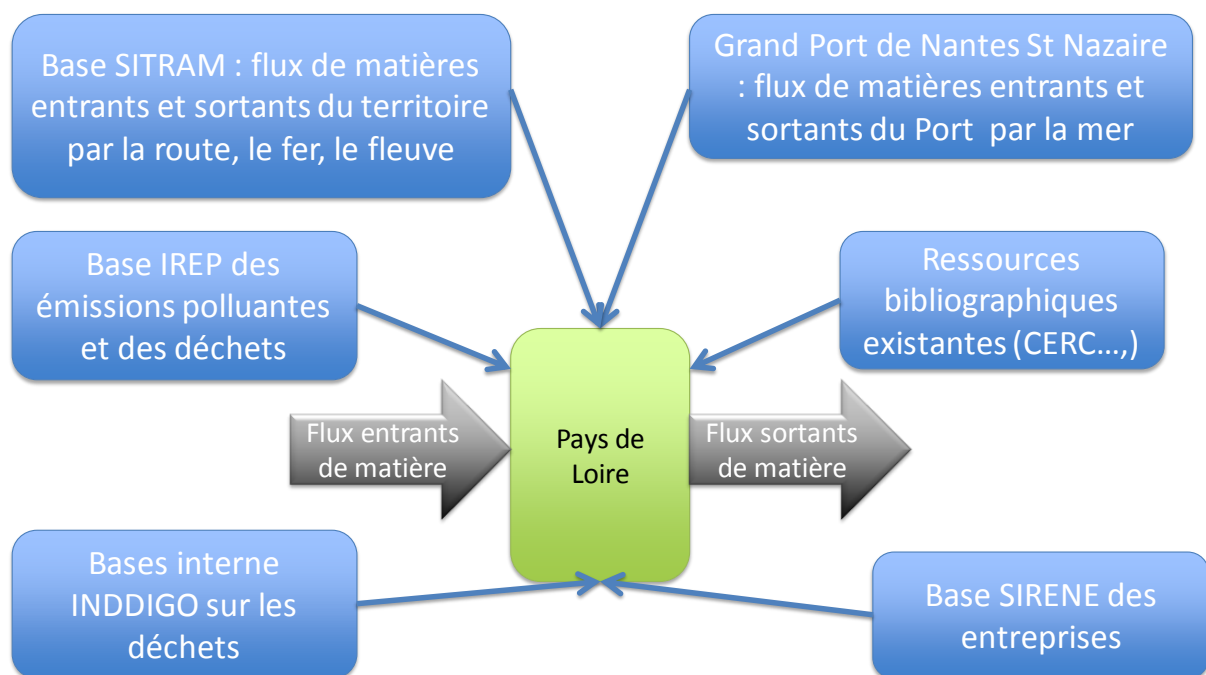 Base SITRAM : flux de matières
entrants et sortants du territoire
par la route, le fer, le fleuve
Grand Port de Nantes St Nazaire
: flux de matières entrants et
sortants du Port par la mer
Base IREP des
émissions polluantes
et des déchets
Ressources
bibliographiques
existantes (CERC...,)
Flux entrants
de matière
Pays de
Loire
Flux sortants
de matière
Bases interne
INDDIGO sur les
déchets
Base SIRENE des
entreprises